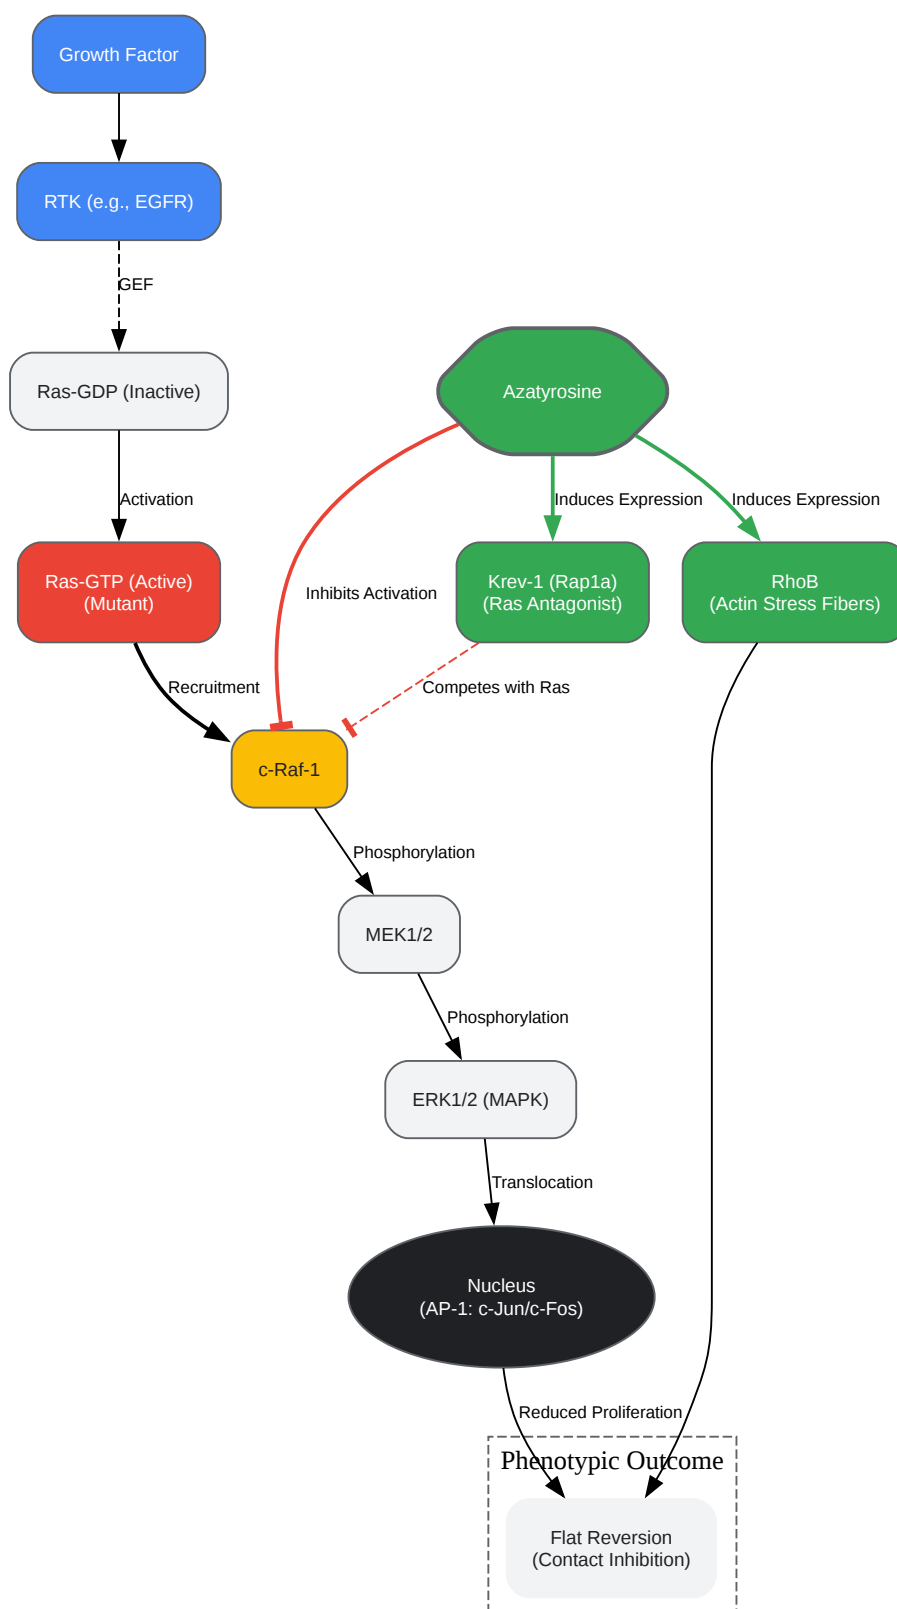 Growth Factor
RTK (e.g., EGFR)
GEF
Ras-GDP (Inactive)
Azatyrosine
Activation
Induces Expression
Induces Expression
Ras-GTP (Active)
(Mutant)
Inhibits Activation
Krev-1 (Rap1a)
(Ras Antagonist)
RhoB
(Actin Stress Fibers)
Recruitment
Competes with Ras
c-Raf-1
Phosphorylation
MEK1/2
Phosphorylation
ERK1/2 (MAPK)
Translocation
Nucleus
(AP-1: c-Jun/c-Fos)
Reduced Proliferation
Phenotypic Outcome
Flat Reversion
(Contact Inhibition)